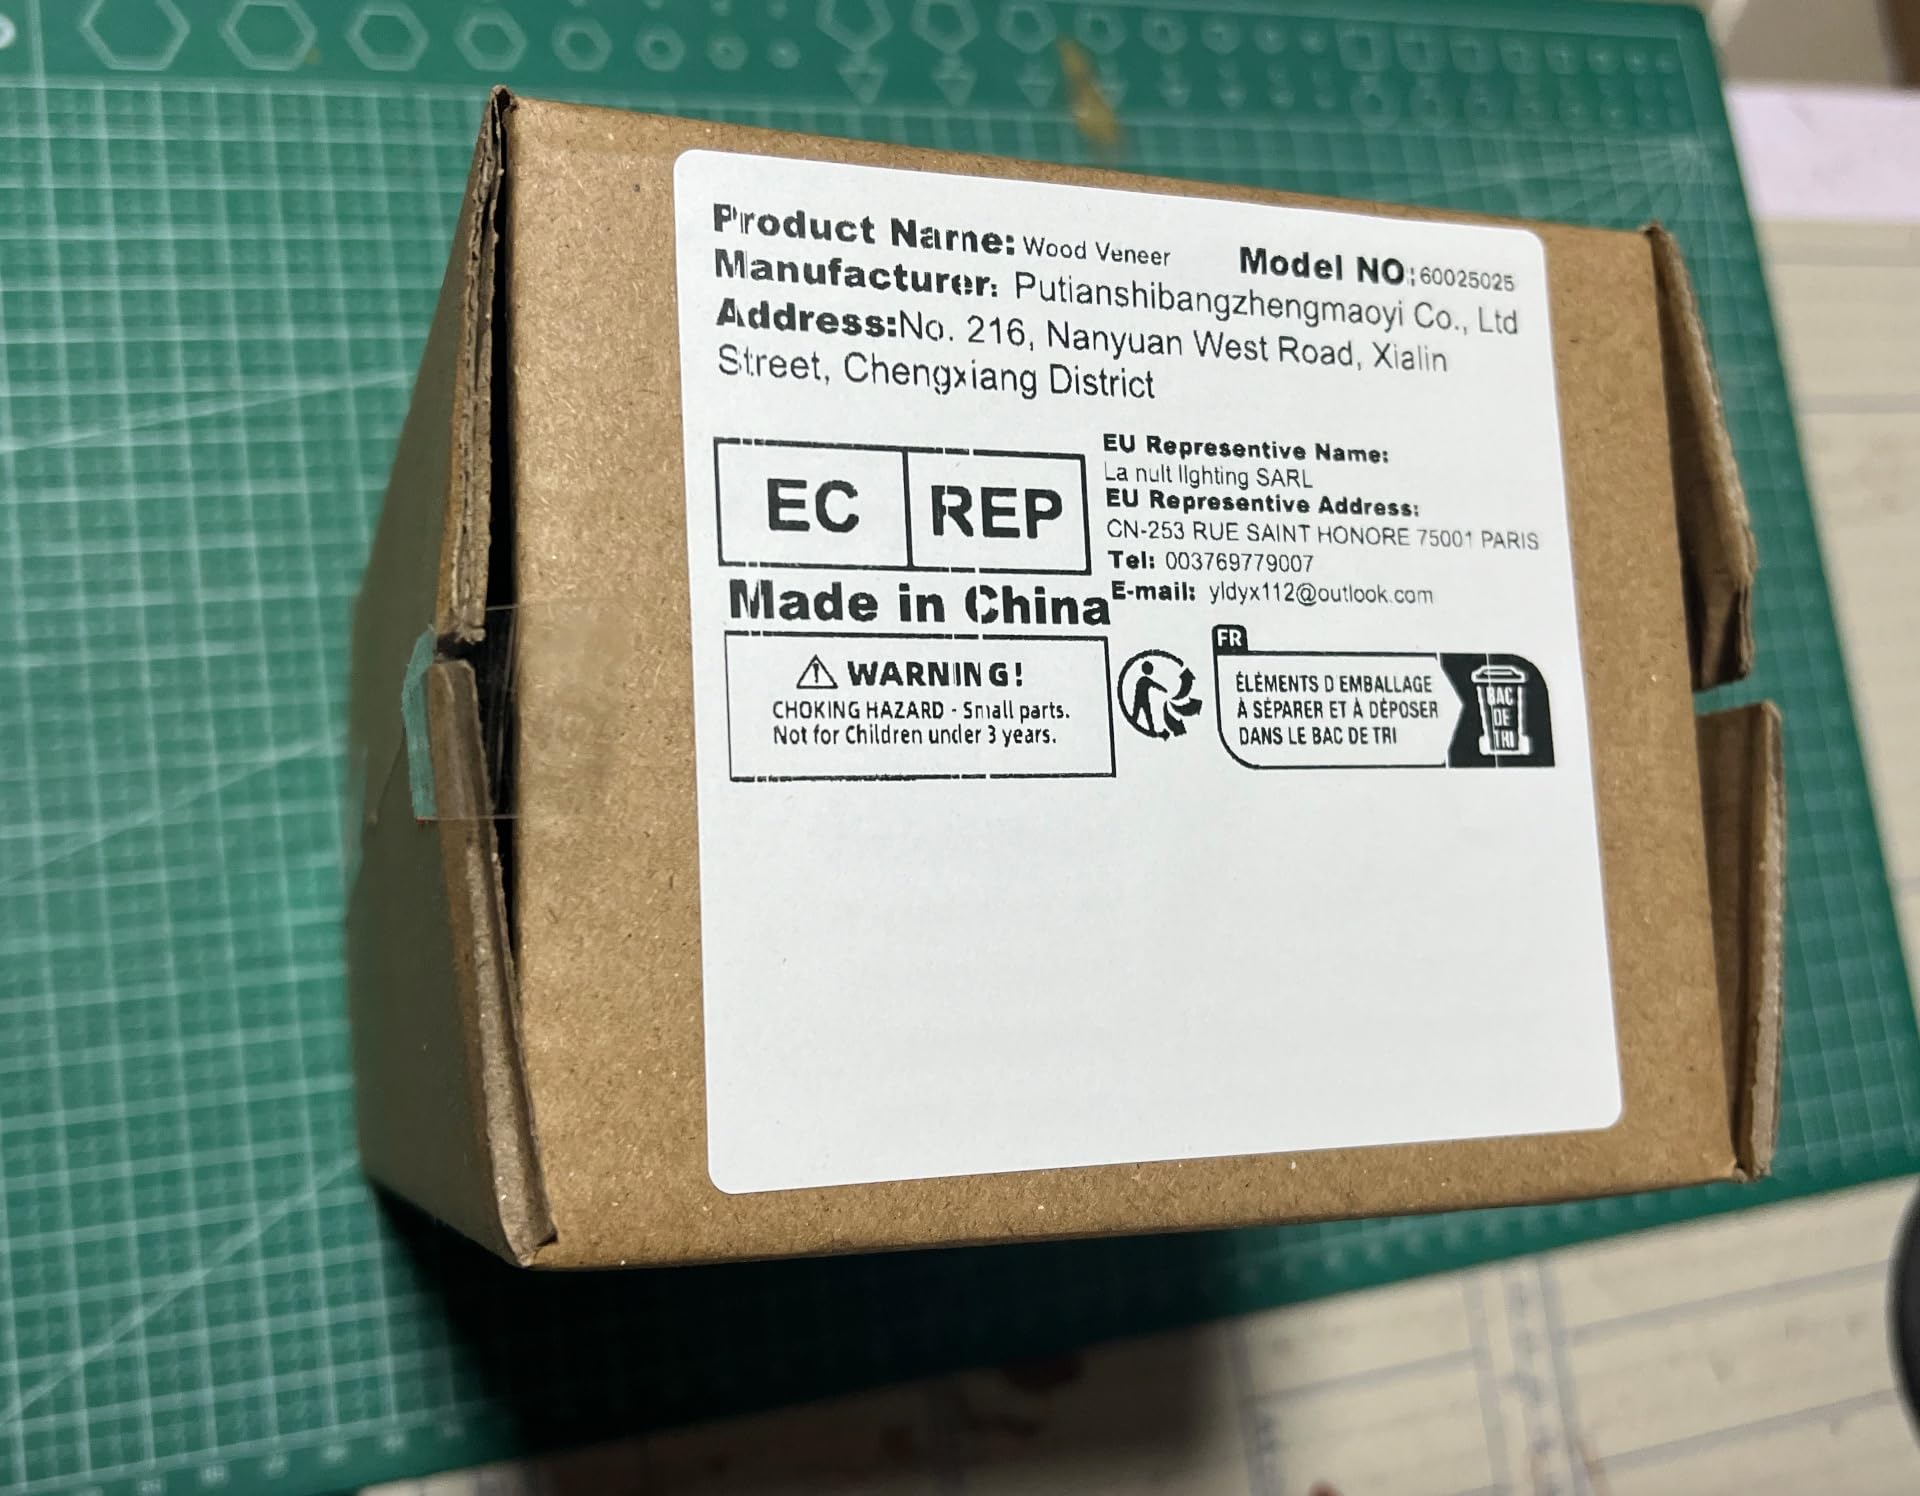 Product Name: Wood Veneer Model NO: 60025025
Manufacturer: Putianshibangzhengmaoyi Co., Ltd
Address:No. 216, Nanyuan West Road, Xialin
Street, Chengxiang District
EC REP
EU Representive Name:
La nult lIghting SARL
EU Representive Address:
CN-253 RUE SAINT HONORE 75001 PARIS
Tel: 003769779007
E-mail: yldyx112@outlook.com
Made in China
WARNING!
CHOKING HAZARD - Small parts.
Not for Children under 3 years.
FR
ÉLÉMENTS D'EMBALLAGE
À SÉPARER ET À DÉPOSER
DANS LE BAC DE TRI
BAC
DE
TRI